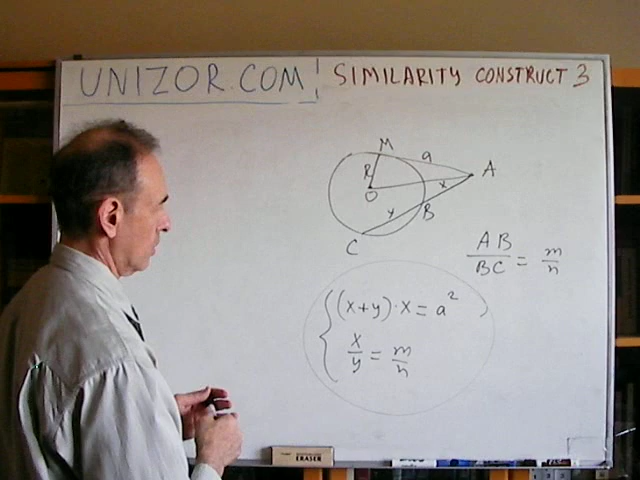 UNIZOR.COM! SIMILARITY CONSTRUCT 3
M
a
A
R
x
O
y
B
C
AB/BC = m/n
(x+y)·x = a²
x/y = m/n
ERASER